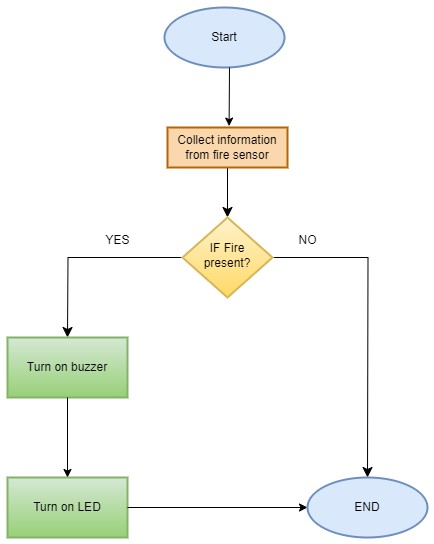 Start
Collect information
from fire sensor
IF Fire
present?
YES
NO
Turn on buzzer
Turn on LED
END